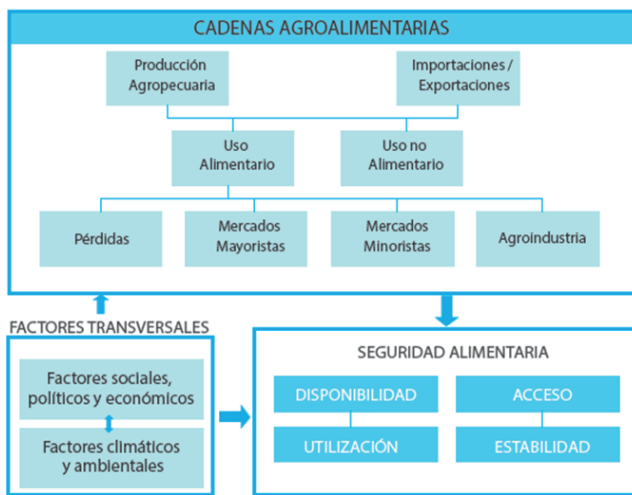 CADENAS AGROALIMENTARIAS
Producción
Agropecuaria
Importaciones /
Exportaciones
Uso
Alimentario
Uso no
Alimentario
Pérdidas
Mercados
Mayoristas
Mercados
Minoristas
Agroindustria
FACTORES TRANSVERSALES
Factores sociales,
políticos y económicos
Factores climáticos
y ambientales
SEGURIDAD ALIMENTARIA
DISPONIBILIDAD
ACCESO
UTILIZACIÓN
ESTABILIDAD